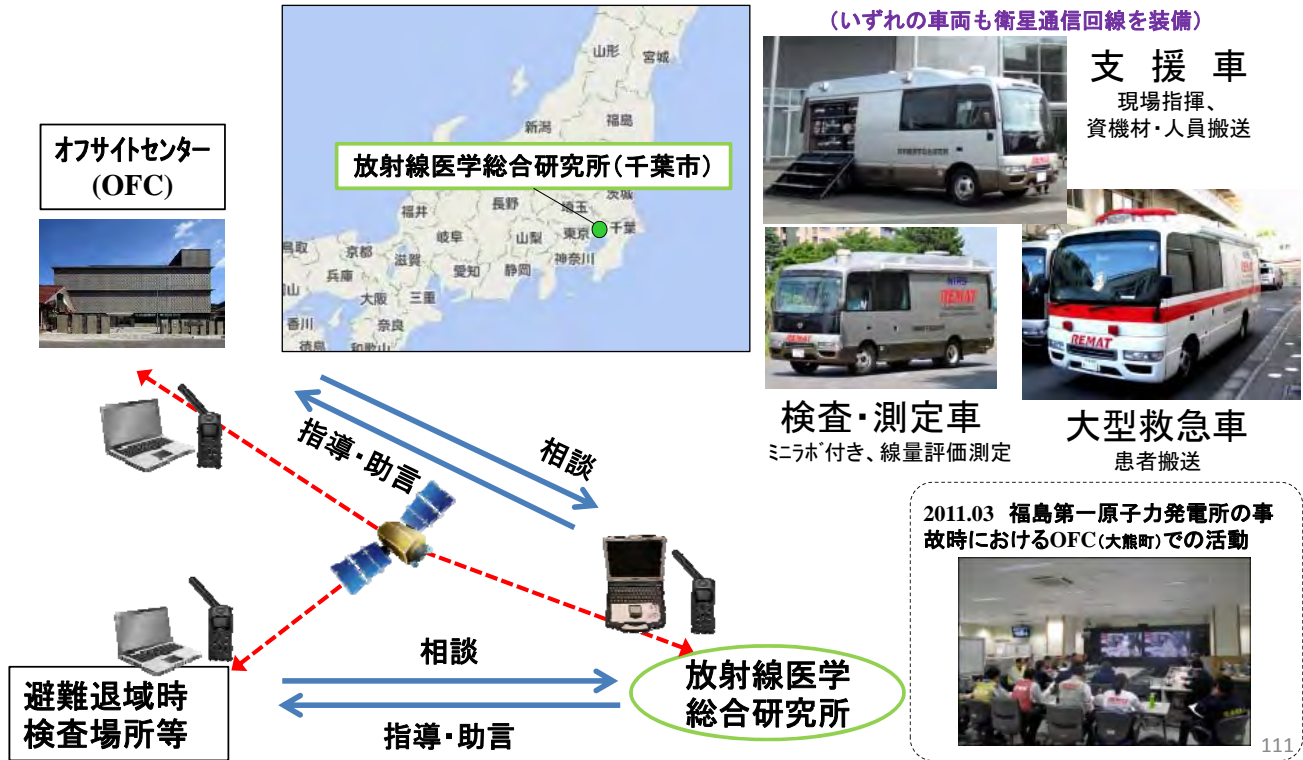 (いずれの車両も衛星通信回線を装備)
支 援 車
現場指揮、
資機材・人員搬送
オフサイトセンター
(OFC)
山形
宮城
新潟
福島
放射線医学総合研究所(千葉市)
茨城
福井
長野
埼玉
鳥取
京都
滋賀
岐阜
山梨
東京
千葉
兵庫
愛知
静岡
神奈川
山
大阪
三重
香川
奈良
徳島
和歌山
NIRS
REMAT
REMAT
REMAT
REMAT
検査・測定車
ミニラボ付き、線量評価測定
大型救急車
患者搬送
指導・助言
相談
2011.03 福島第一原子力発電所の事
故時におけるOFC(大熊町)での活動
相談
避難退域時
検査場所等
放射線医学
総合研究所
指導・助言
111